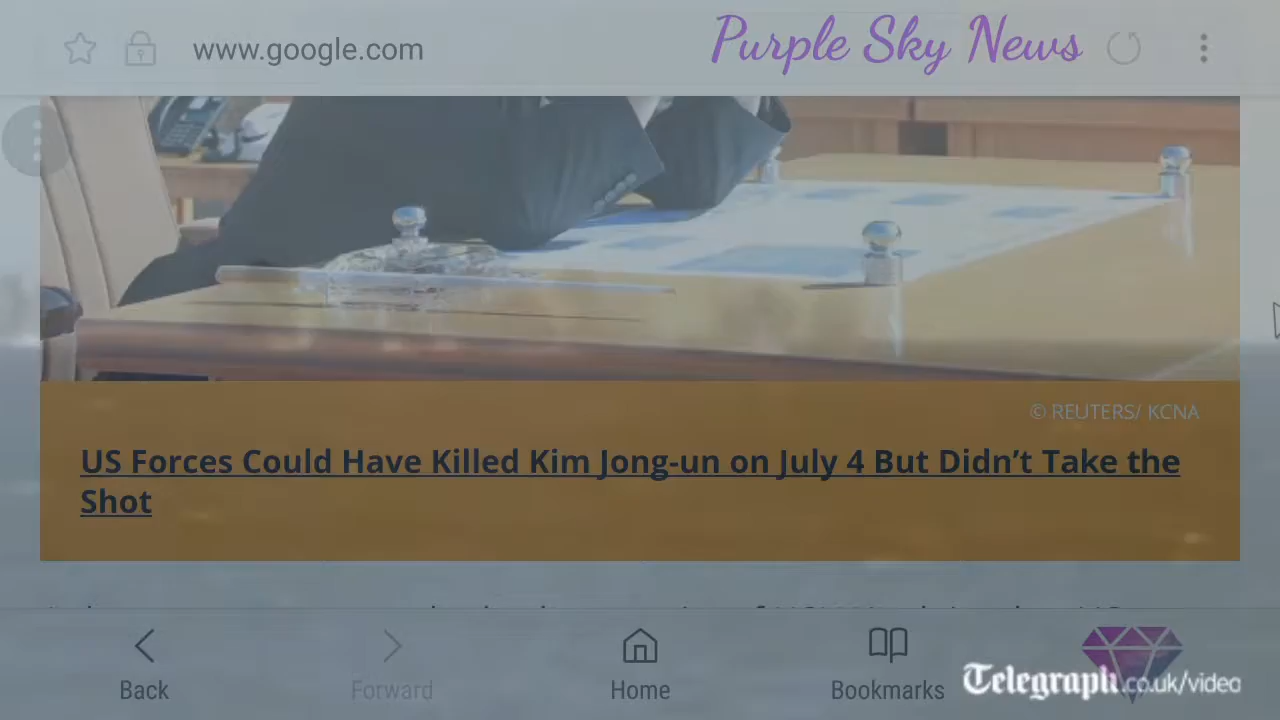 www.google.com
Purple Sky News
© REUTERS/ KCNA
US Forces Could Have Killed Kim Jong-un on July 4 But Didn’t Take the
Shot
Back
Forward
Home
Bookmarks
Telegraph.co.uk/video